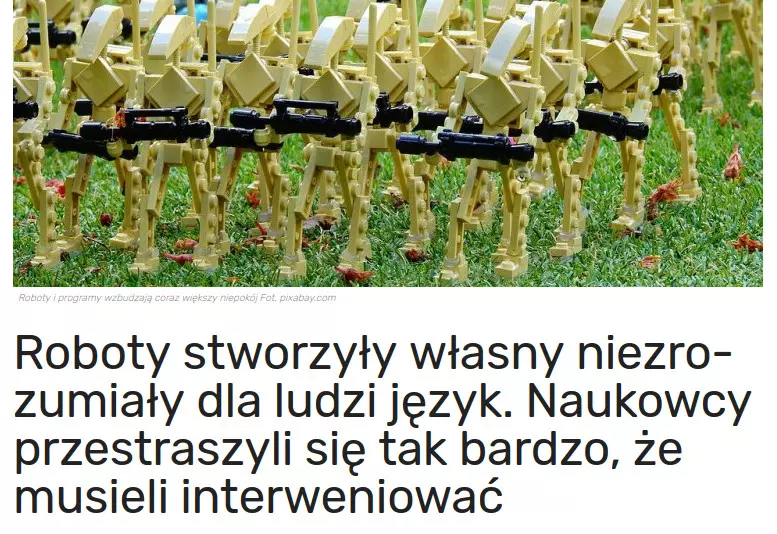 Roboty i programy wzbudzają coraz większy niepokój Fot. pixabay.com
Roboty stworzyły własny niezro-
zumiały dla ludzi język. Naukowcy
przestraszyli się tak bardzo, że
musieli interweniować